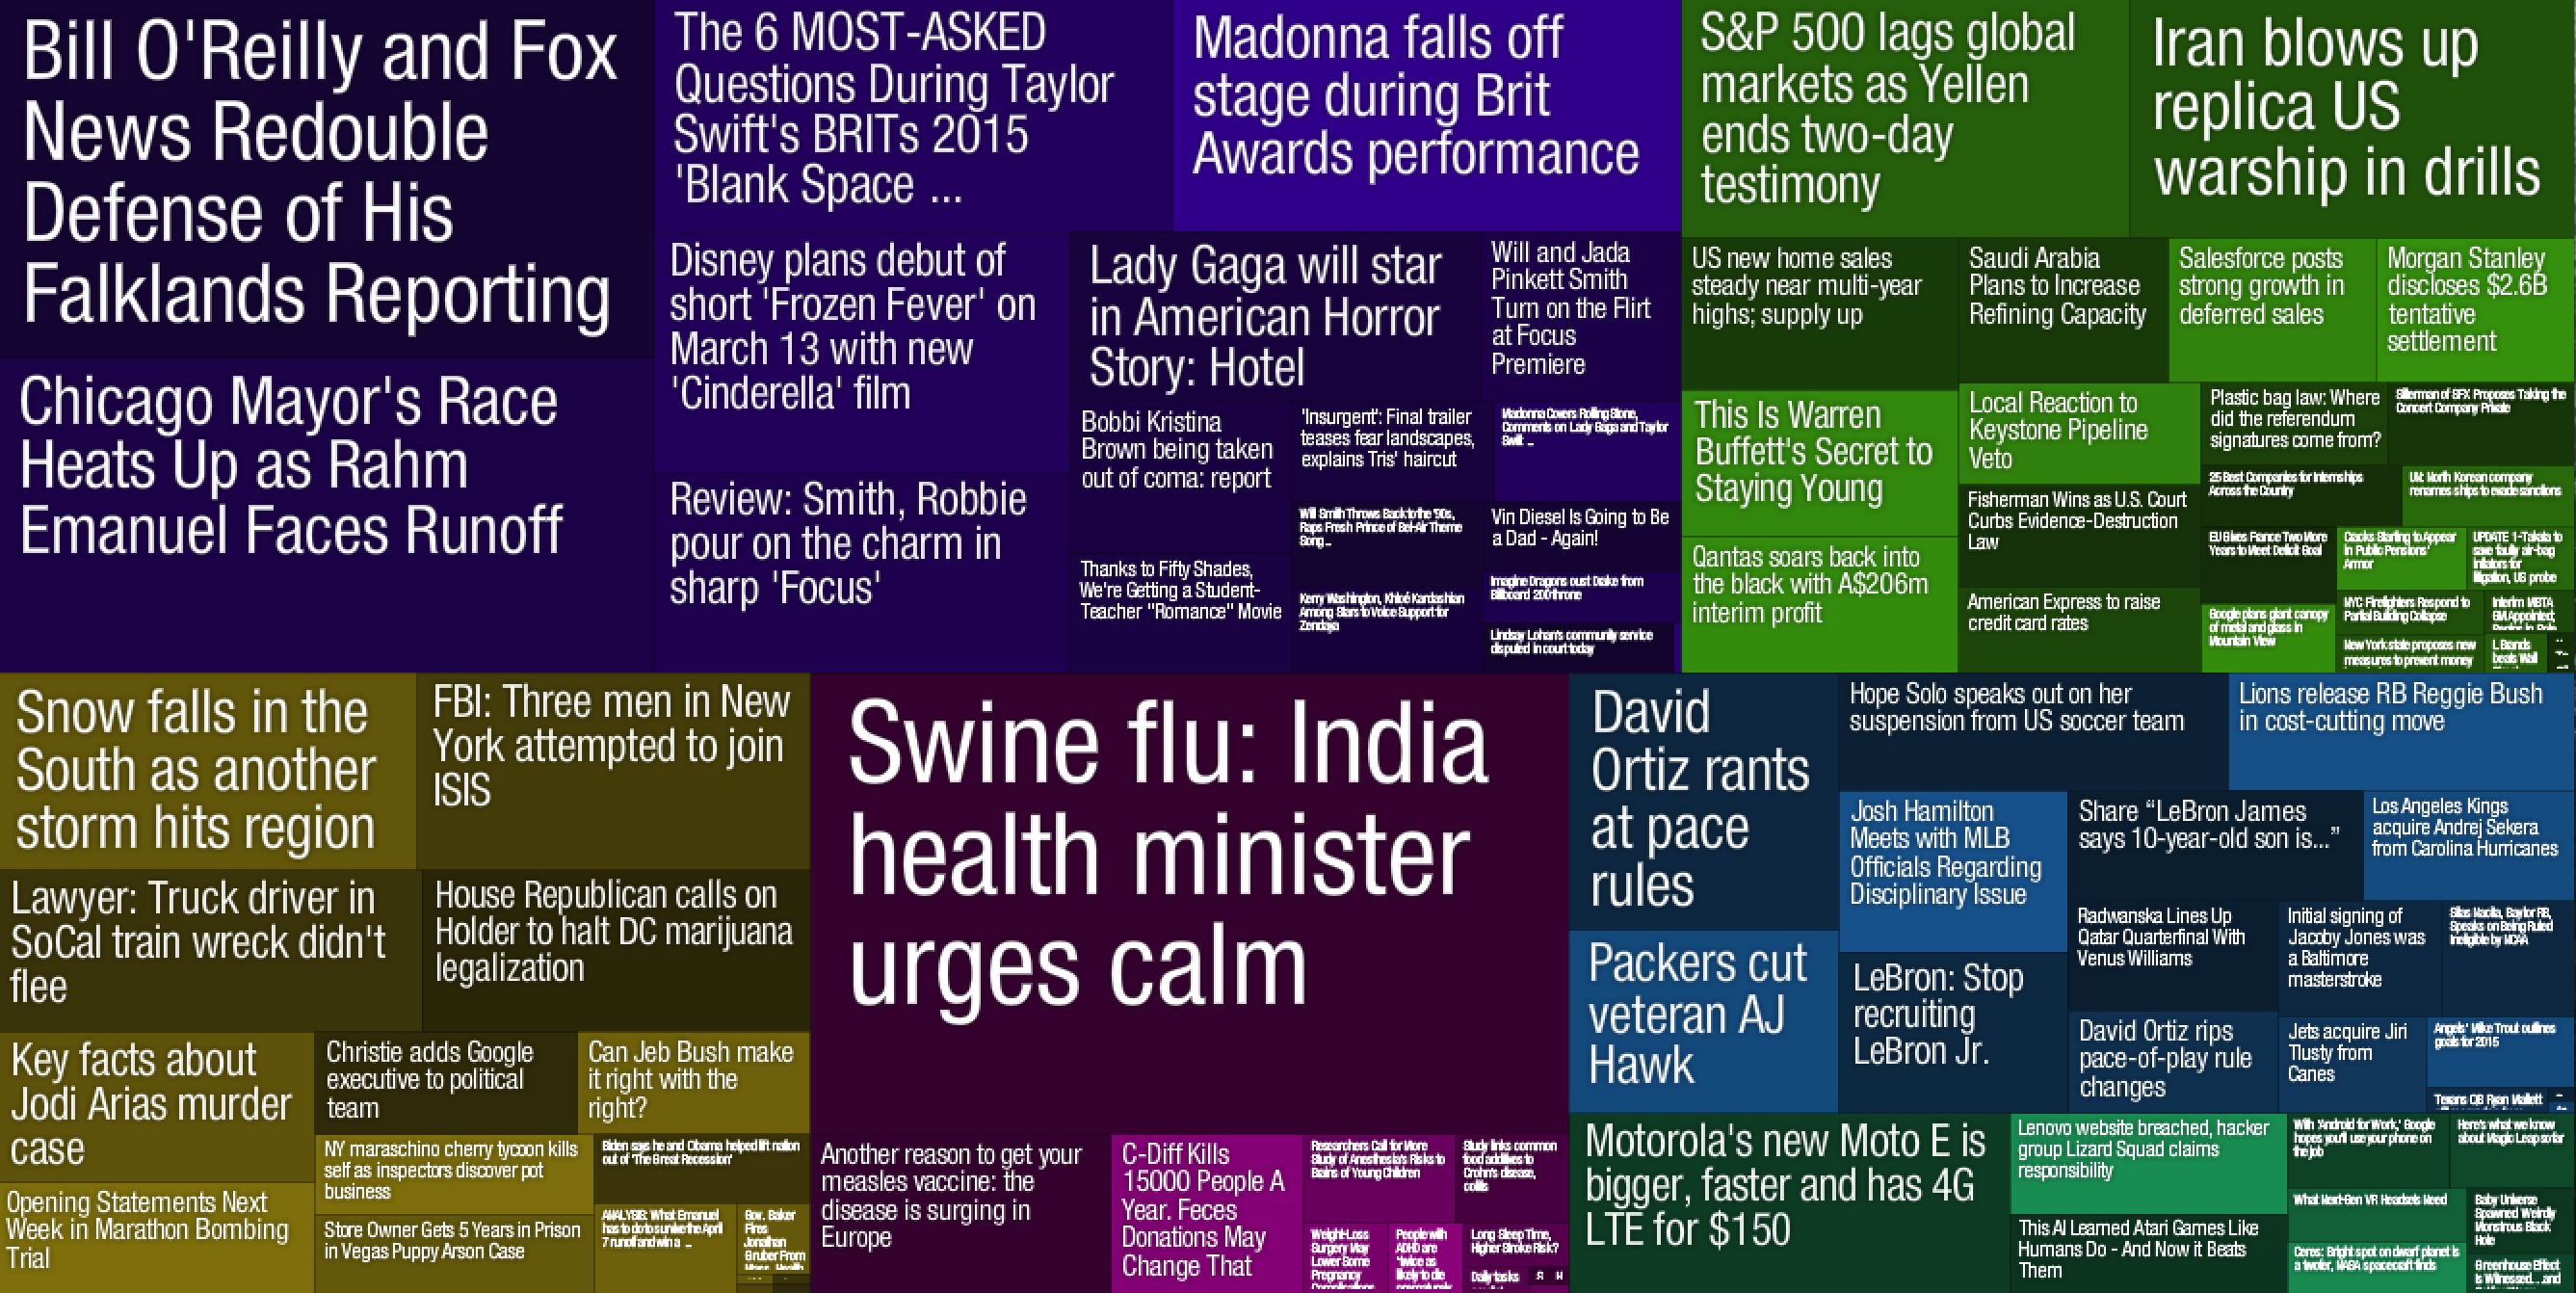 Bill O'Reilly and Fox
News Redouble
Defense of His
Falklands Reporting
Chicago Mayor's Race
Heats Up as Rahm
Emanuel Faces Runoff
The 6 MOST-ASKED
Questions During Taylor
Swift's BRITs 2015
'Blank Space ...
Madonna falls off
stage during Brit
Awards performance
Disney plans debut of
short 'Frozen Fever' on
March 13 with new
'Cinderella' film
Review: Smith, Robbie
pour on the charm in
sharp 'Focus'
Lady Gaga will star
in American Horror
Story: Hotel
Will and Jada
Pinkett Smith
Turn on the Flirt
at Focus
Premiere
Bobbi Kristina
Brown being taken
out of coma: report
Thanks to Fifty Shades,
We're Getting a Student-
Teacher "Romance" Movie
'Insurgent': Final trailer
teases fear landscapes,
explains Tris' haircut
Will Smith Throws Back to the '90s,
Raps Fresh Prince of Bel-Air Theme
Song ...
Kerry Washington, Khloé Kardashian
Among Stars to Voice Support for
Zendaya
Madonna Covers Rolling Stone,
Comments on Lady Gaga and Taylor
Swift ...
Vin Diesel Is Going to Be
a Dad - Again!
Imagine Dragons oust Drake from
Billboard 200 throne
Lindsay Lohan's community service
disputed in court today
S&P 500 lags global
markets as Yellen
ends two-day
testimony
Iran blows up
replica US
warship in drills
US new home sales
steady near multi-year
highs; supply up
Saudi Arabia
Plans to Increase
Refining Capacity
Salesforce posts
strong growth in
deferred sales
Morgan Stanley
discloses $2.6B
tentative
settlement
This Is Warren
Buffett's Secret to
Staying Young
Qantas soars back into
the black with A$206m
interim profit
Local Reaction to
Keystone Pipeline
Veto
Fisherman Wins as U.S. Court
Curbs Evidence-Destruction
Law
American Express to raise
credit card rates
Plastic bag law: Where
did the referendum
signatures come from?
Sillerman of SFX Proposes Taking the
Concert Company Private
25 Best Companies for Internships
Across the Country
UN: North Korean company
renames ships to evade sanctions
EU Gives France Two More
Years to Meet Deficit Goal
Cracks Starting to Appear
in Public Pensions'
Armor
UPDATE 1-Takata to
save faulty air-bag
inflators for
litigation, US probe
Google plans giant canopy
of metal and glass in
Mountain View
NYC Firefighters Respond to
Partial Building Collapse
Interim MBTA
GM Appointed;
New York state proposes new
measures to prevent money
L Brands
beats Wall
Snow falls in the
South as another
storm hits region
FBI: Three men in New
York attempted to join
ISIS
Lawyer: Truck driver in
SoCal train wreck didn't
flee
House Republican calls on
Holder to halt DC marijuana
legalization
Key facts about
Jodi Arias murder
case
Opening Statements Next
Week in Marathon Bombing
Trial
Christie adds Google
executive to political
team
Can Jeb Bush make
it right with the
right?
NY maraschino cherry tycoon kills
self as inspectors discover pot
business
Store Owner Gets 5 Years in Prison
in Vegas Puppy Arson Case
Biden says he and Obama helped lift nation
out of 'The Great Recession'
ANALYSIS: What Emanuel
has to do to survive the April
7 runoff and win a ...
Gov. Baker
Fires
Jonathan
Gruber From
Mass. Health
Swine flu: India
health minister
urges calm
Another reason to get your
measles vaccine: the
disease is surging in
Europe
C-Diff Kills
15000 People A
Year. Feces
Donations May
Change That
Researchers Call for More
Study of Anesthesia's Risks to
Brains of Young Children
Study links common
food additives to
Crohn's disease,
colitis
Weight-Loss
Surgery May
Lower Some
Pregnancy
Complications
People with
ADHD are
'twice as
likely to die
prematurely
Long Sleep Time,
Higher Stroke Risk?
Daily tasks
David
Ortiz rants
at pace
rules
Packers cut
veteran AJ
Hawk
Hope Solo speaks out on her
suspension from US soccer team
Lions release RB Reggie Bush
in cost-cutting move
Josh Hamilton
Meets with MLB
Officials Regarding
Disciplinary Issue
LeBron: Stop
recruiting
LeBron Jr.
Share “LeBron James
says 10-year-old son is...”
Los Angeles Kings
acquire Andrej Sekera
from Carolina Hurricanes
Radwanska Lines Up
Qatar Quarterfinal With
Venus Williams
Initial signing of
Jacoby Jones was
a Baltimore
masterstroke
Silas Nacita, Baylor RB,
Speaks on Being Ruled
Ineligible by NCAA
David Ortiz rips
pace-of-play rule
changes
Jets acquire Jiri
Tlusty from
Canes
Angels' Mike Trout outlines
goals for 2015
Texans QB Ryan Mallett
Motorola's new Moto E is
bigger, faster and has 4G
LTE for $150
Lenovo website breached, hacker
group Lizard Squad claims
responsibility
This AI Learned Atari Games Like
Humans Do - And Now it Beats
Them
With 'Android for Work,' Google
hopes you'll use your phone on
the job
Here's what we know
about Magic Leap so far
What Next-Gen VR Headsets Need
Baby Universe
Spawned Weirdly
Monstrous Black
Hole
Ceres: Bright spot on dwarf planet is
a twofer, NASA spacecraft finds
Greenhouse Effect
Is Witnessed... and